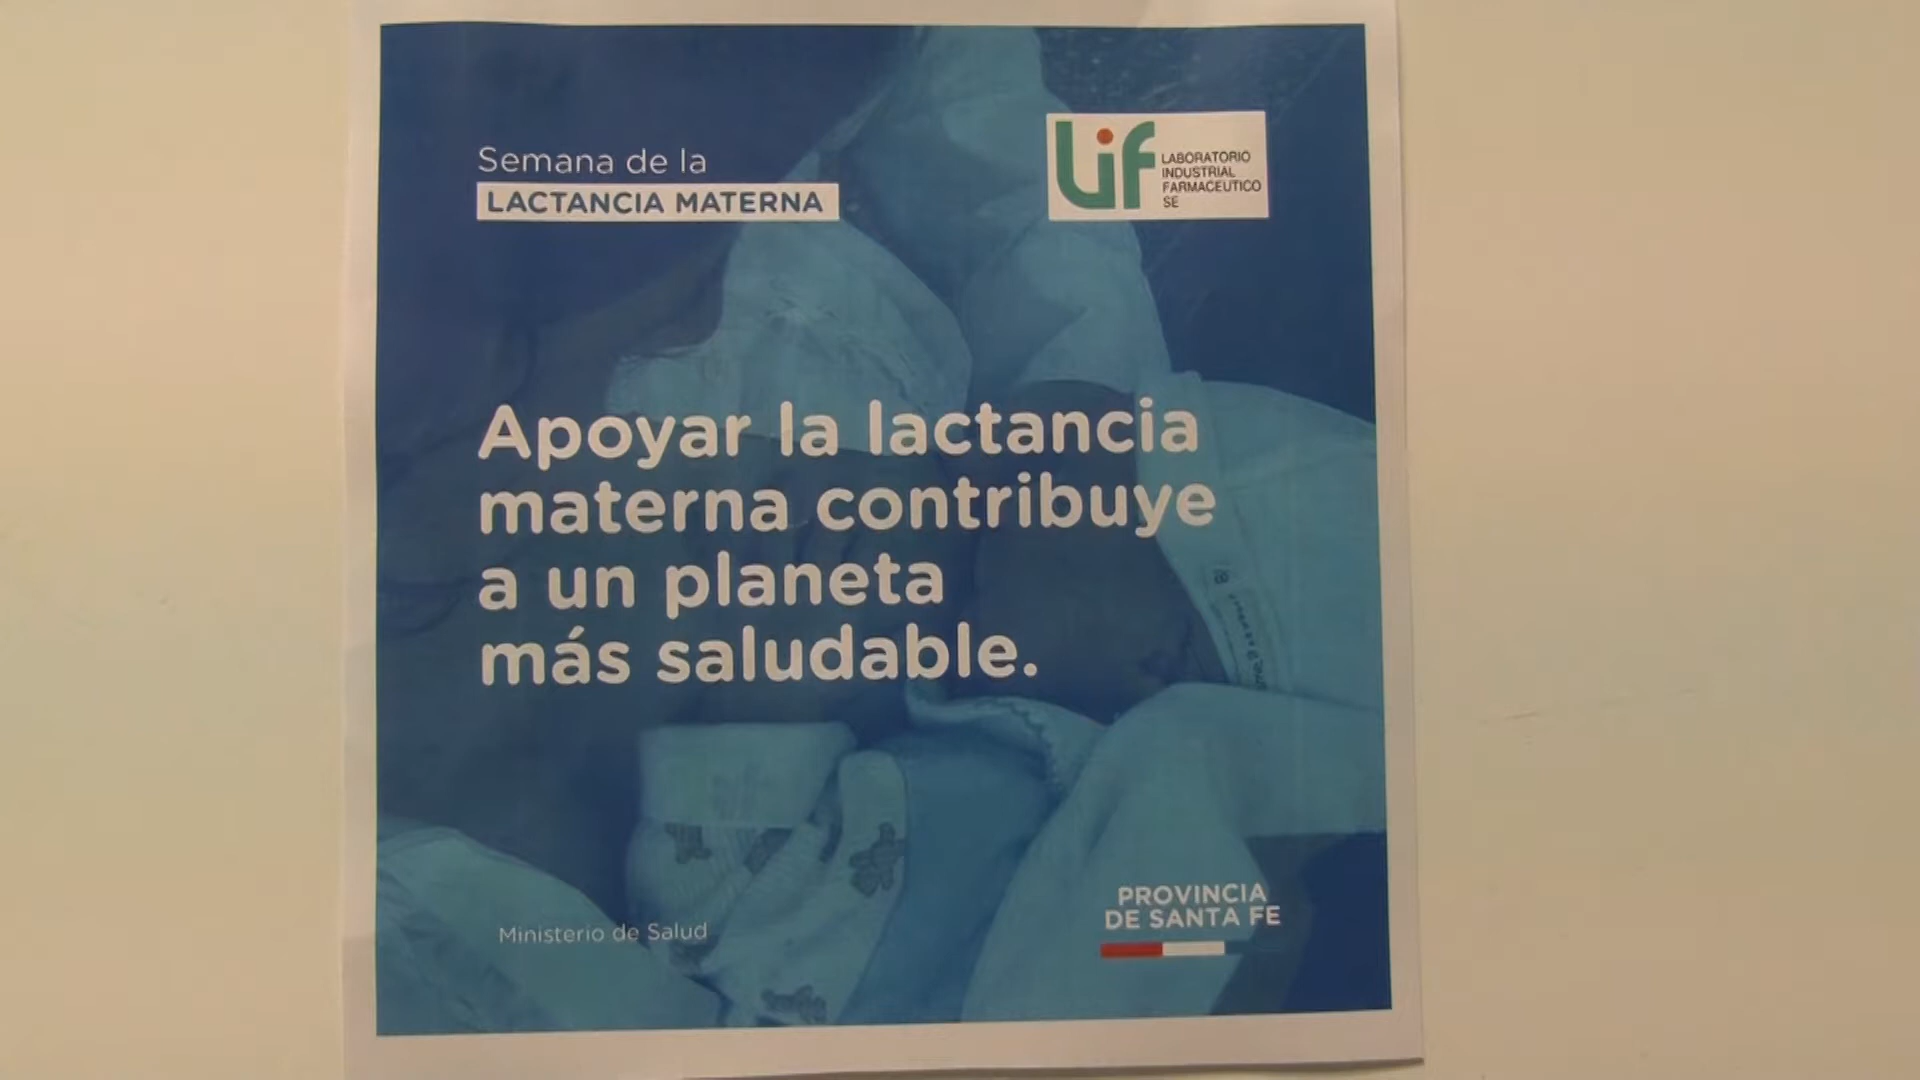 Semana de la
LACTANCIA MATERNA
Lif
LABORATORIO
INDUSTRIAL
FARMACEUTICO
SE
Apoyar la lactancia
materna contribuye
a un planeta
más saludable.
Ministerio de Salud
PROVINCIA
DE SANTA FE